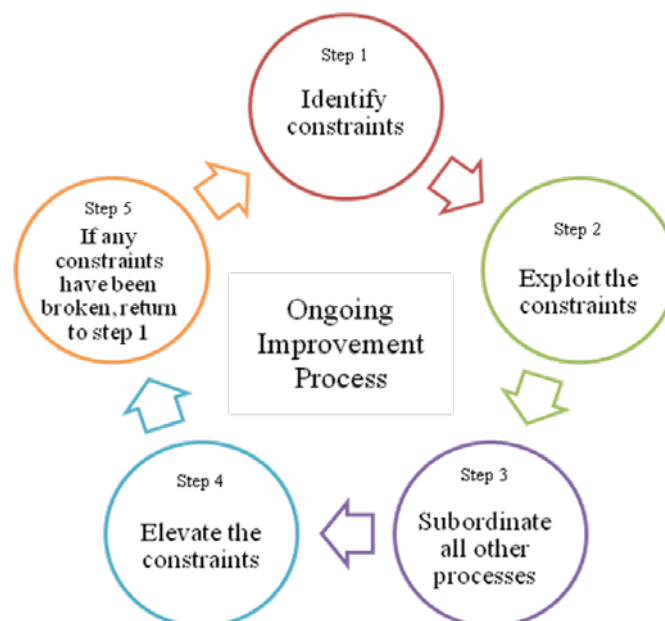 Step 1
Identify
constraints
Step 2
Exploit the
constraints
Step 3
Subordinate
all other
processes
Step 4
Elevate the
constraints
Step 5
If any
constraints
have been
broken, return
to step 1
Ongoing
Improvement
Process